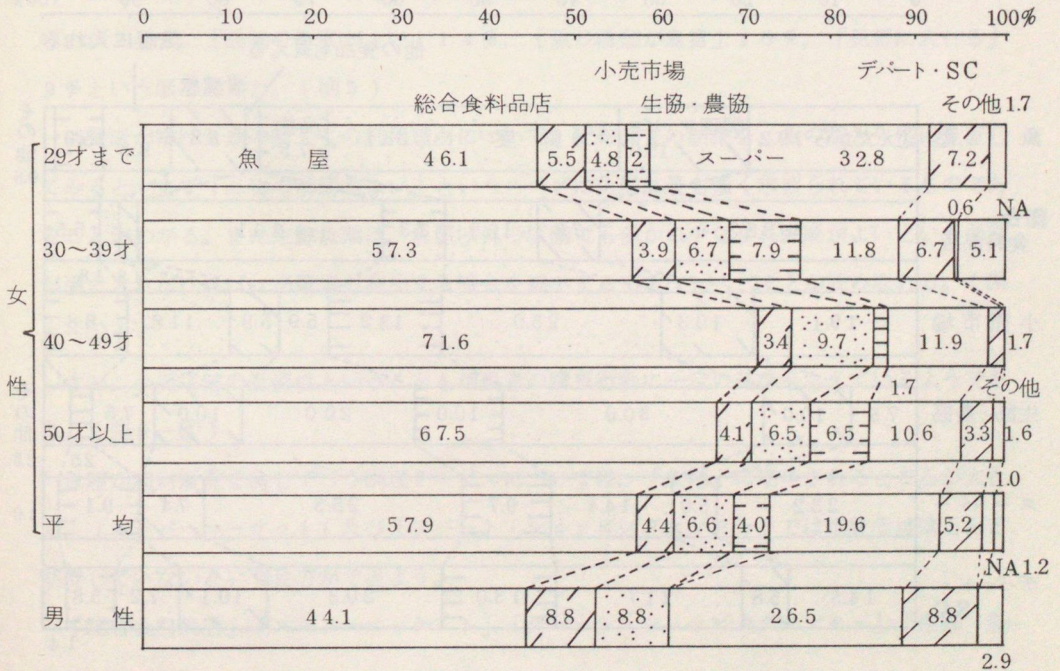 0 10 20 30 40 50 60 70 80 90 100%
小売市場 デパート・SC
総合食料品店 生協・農協 その他1.7
29才まで 魚屋 46.1 5.5 4.8 2 スーパー 32.8 7.2
0.6 NA
30～39才 57.3 3.9 6.7 7.9 11.8 6.7 5.1
40～49才 71.6 3.4 9.7 11.9 1.7
1.7 その他
50才以上 67.5 4.1 6.5 6.5 10.6 3.3 1.6
1.0
平均 57.9 4.4 6.6 4.0 19.6 5.2
NA1.2
男性 44.1 8.8 8.8 26.5 8.8
2.9
女性